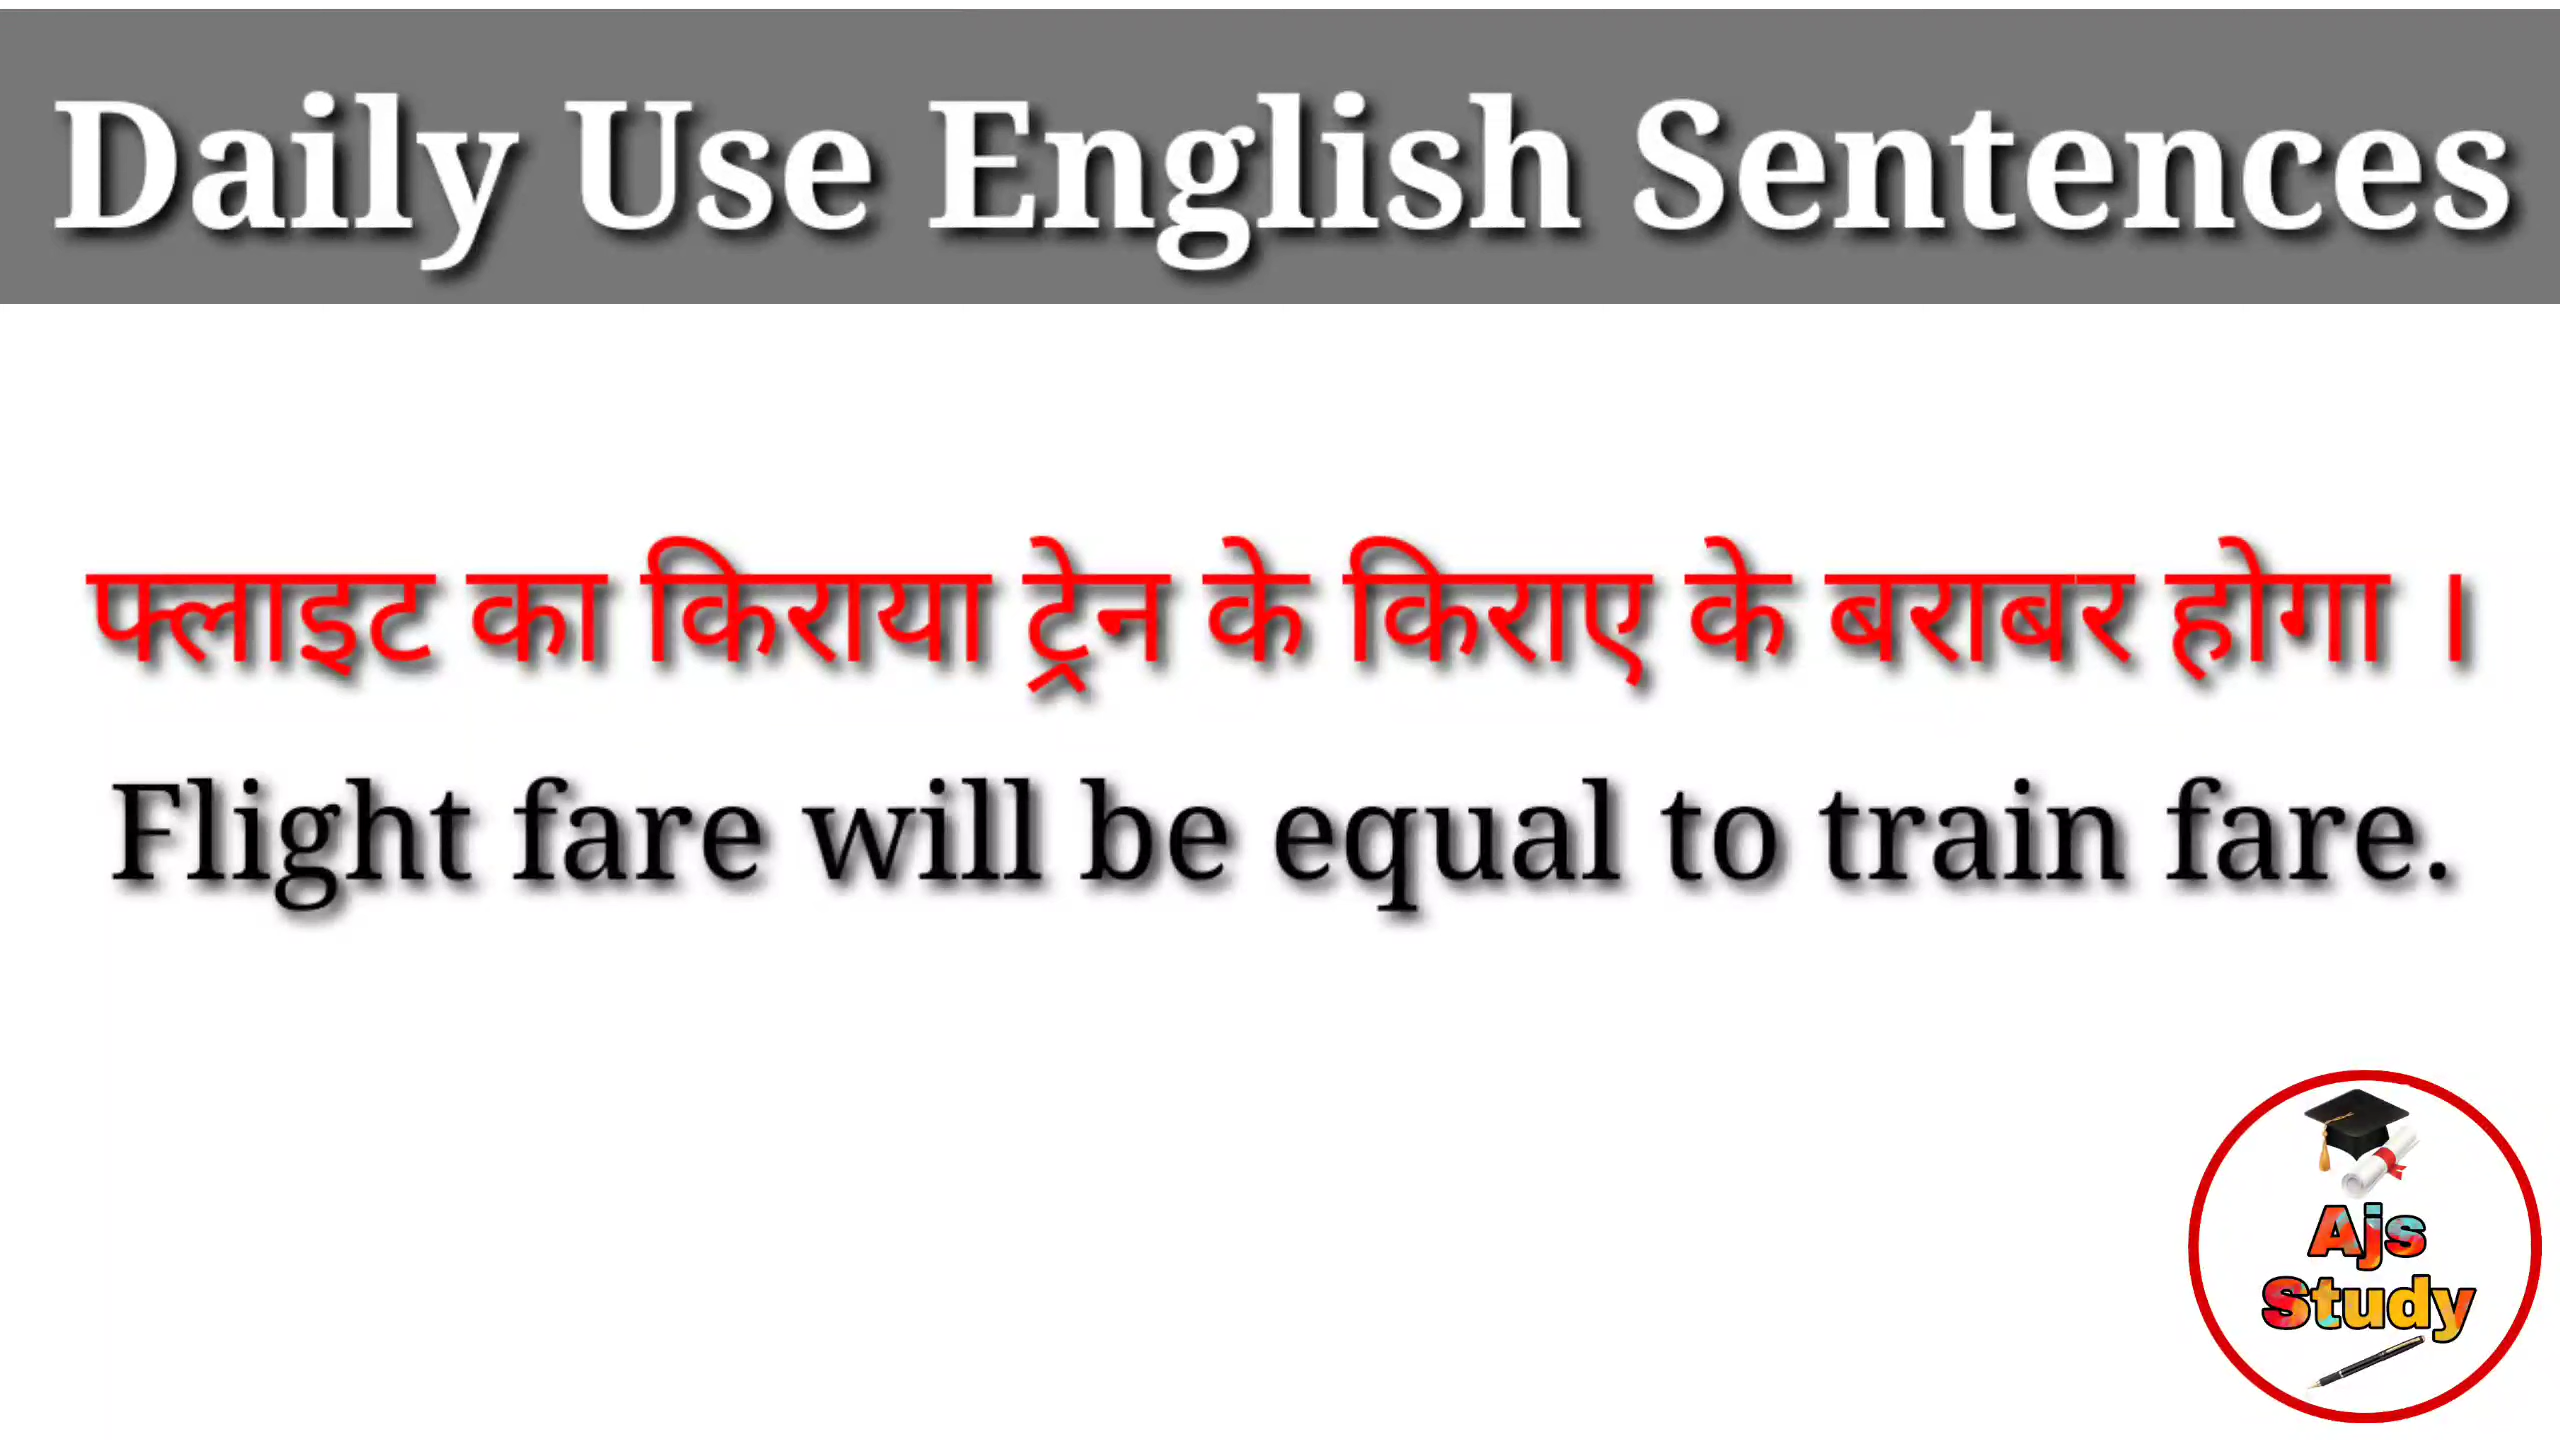 Daily Use English Sentences
फ्लाइट का किराया ट्रेन के किराए के बराबर होगा ।
Flight fare will be equal to train fare.
Ajs
Study